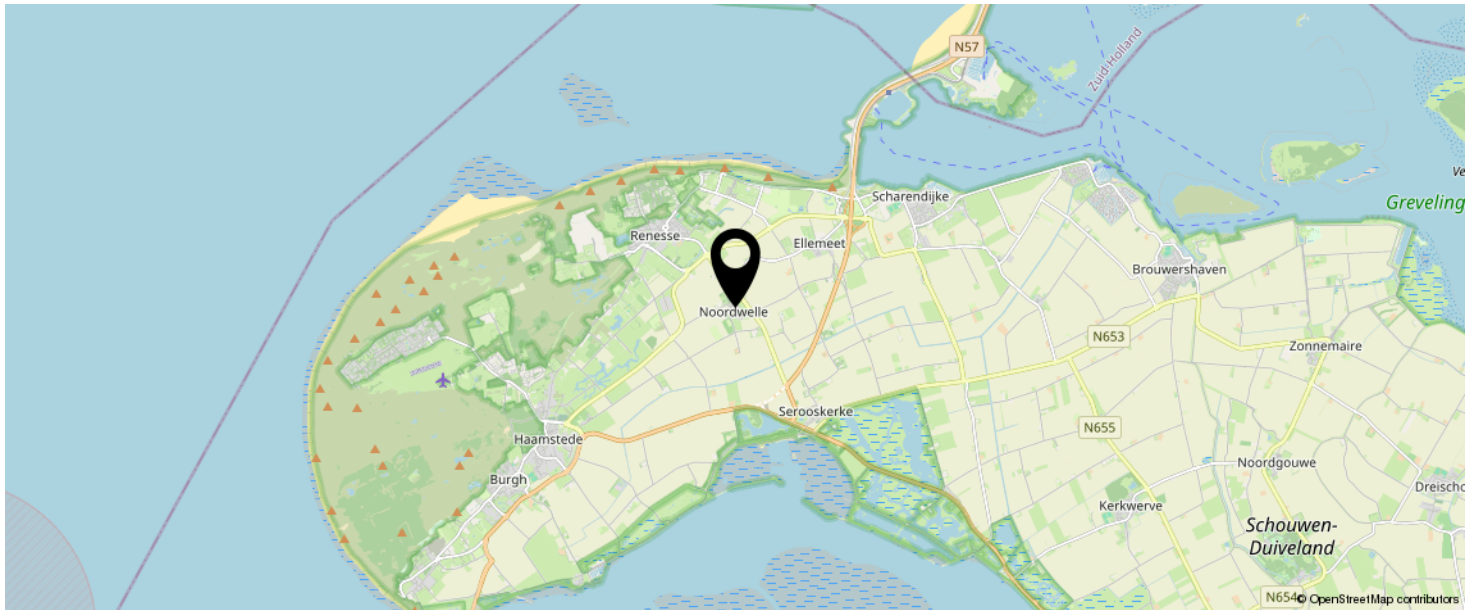 N57
Zuid-Holland
Scharendijke
Greveling
Renesse
Ellemeet
Brouwershaven
Noordwelle
N653
Zonnemaire
Serooskerke
N655
Haamstede
Noordgouwe
Burgh
Dreischo
Kerkwerve
Schouwen-
Duiveland
N654
© OpenStreetMap contributors